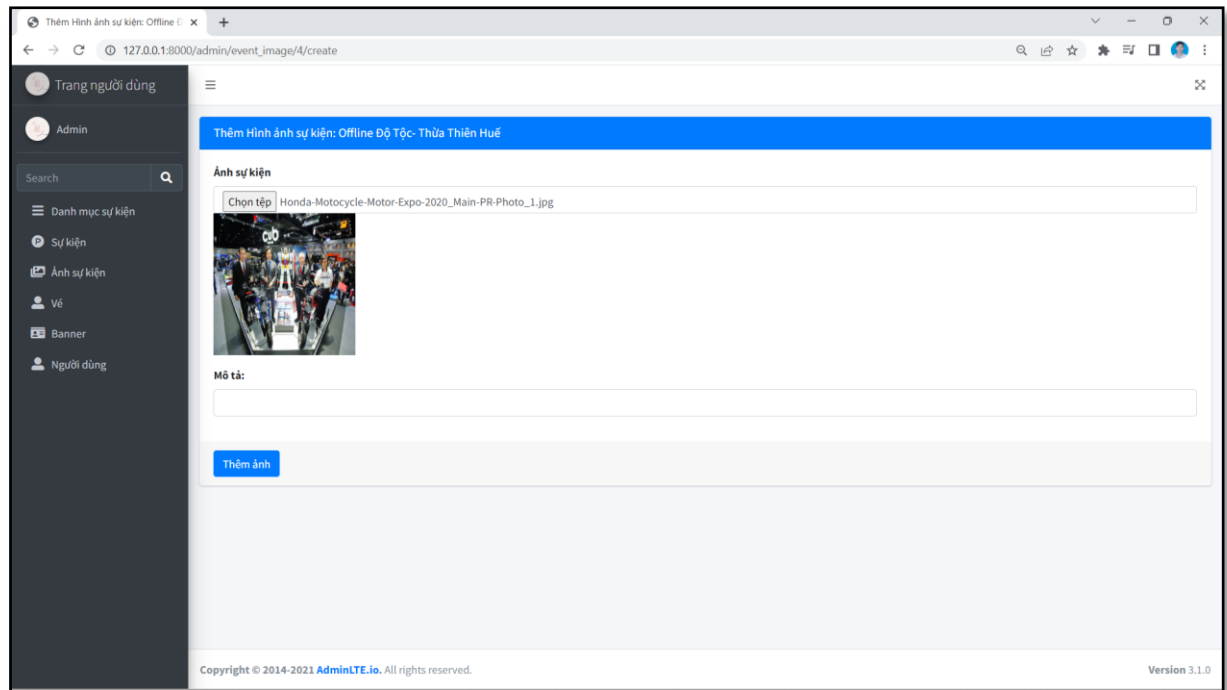 Thêm Hình ảnh sự kiện: Offline
127.0.0.1:8000/admin/event_image/4/create
Trang người dùng
Admin
Search
Danh mục sự kiện
Sự kiện
Ảnh sự kiện
Vé
Banner
Người dùng
Thêm Hình ảnh sự kiện: Offline Độ Tộc- Thừa Thiên Huế
Ảnh sự kiện
Chọn tệp Honda-Motocycle-Motor-Expo-2020_Main-PR-Photo_1.jpg
cub
Mô tả:
Thêm ảnh
Copyright © 2014-2021 AdminLTE.io. All rights reserved.
Version 3.1.0